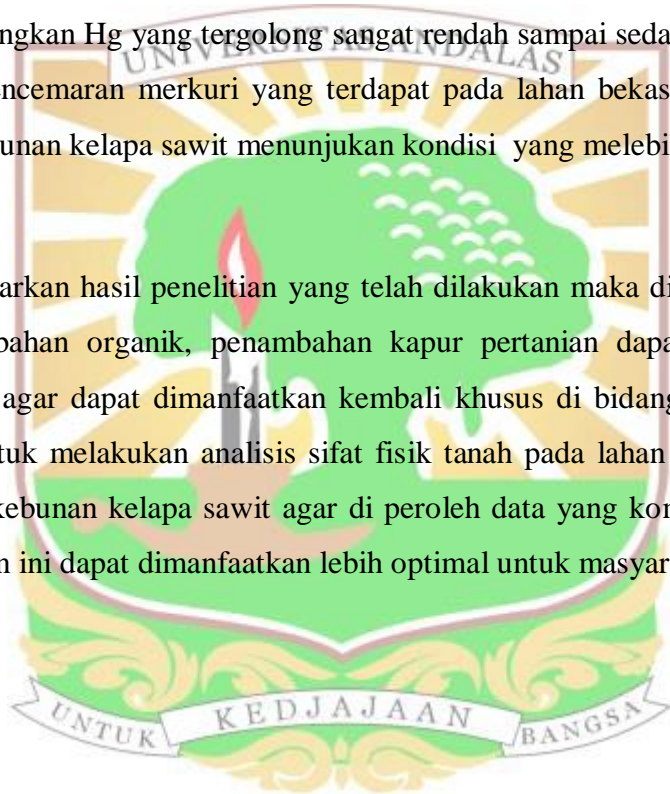 ngkan Hg yang tergolong sangat rendah sampai seda
UNIVERSITAS ANDALAS
encemaran merkuri yang terdapat pada lahan bekas
unan kelapa sawit menunjukan kondisi yang melebi
arkan hasil penelitian yang telah dilakukan maka di
bahan organik, penambahan kapur pertanian dapa
agar dapat dimanfaatkan kembali khusus di bidang
tuk melakukan analisis sifat fisik tanah pada lahan
kebunan kelapa sawit agar di peroleh data yang kon
n ini dapat dimanfaatkan lebih optimal untuk masyar
UNTUK KEDJAJAAN BANGSA